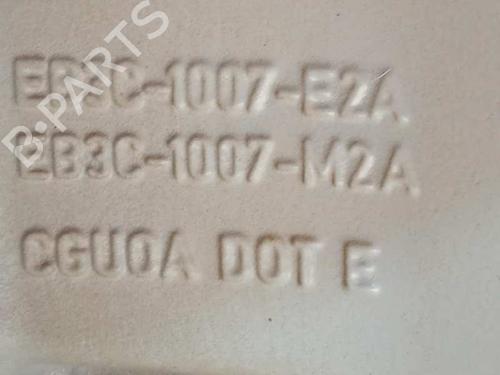 B-PARTS
EB3C-1007-E2A
EB3C-1007-M2A
CGU0A DOT E